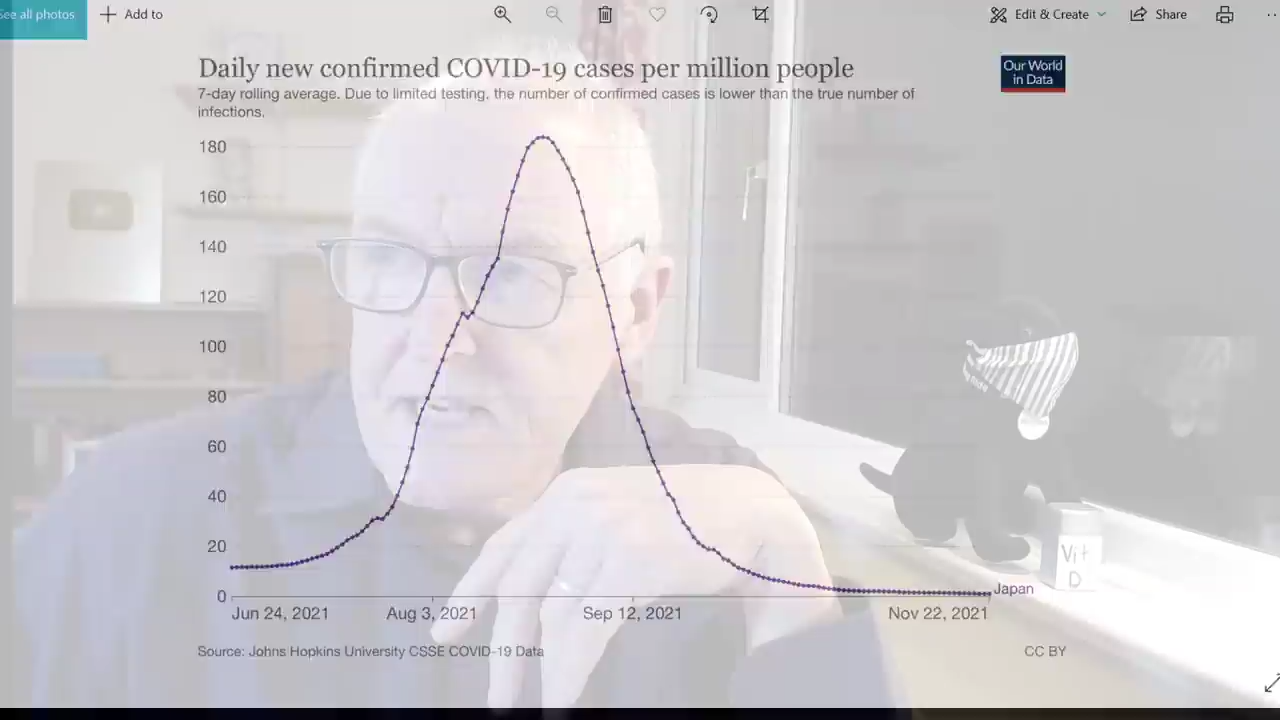 See all photos
Add to
Edit & Create
Share
Daily new confirmed COVID-19 cases per million people
7-day rolling average. Due to limited testing, the number of confirmed cases is lower than the true number of
infections.
Our World
in Data
180
160
140
120
100
80
60
40
20
0
Japan
Jun 24, 2021
Aug 3, 2021
Sep 12, 2021
Nov 22, 2021
Source: Johns Hopkins University CSSE COVID-19 Data
CC BY
Vit
D